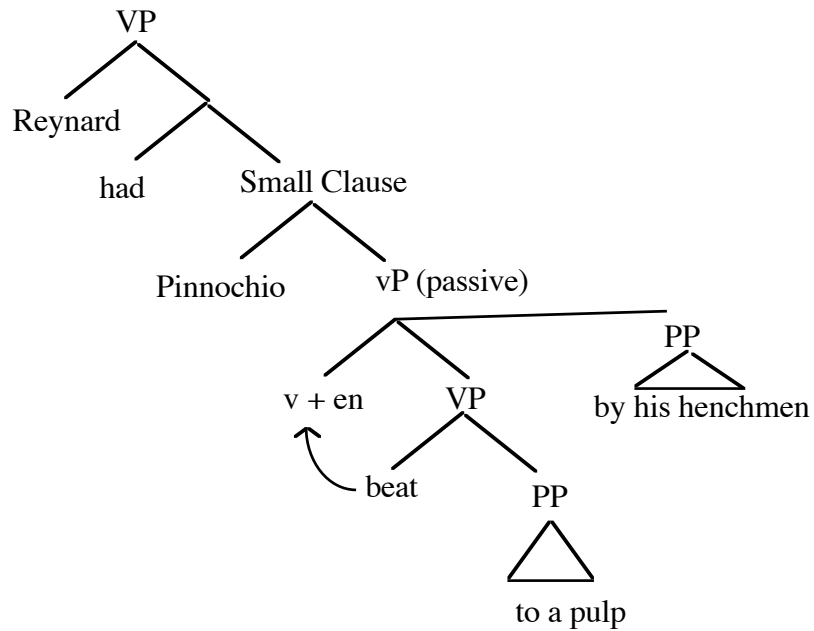 VP
Reynard
had
Small Clause
Pinnochio
vP (passive)
PP
by his henchmen
v + en
VP
beat
PP
to a pulp